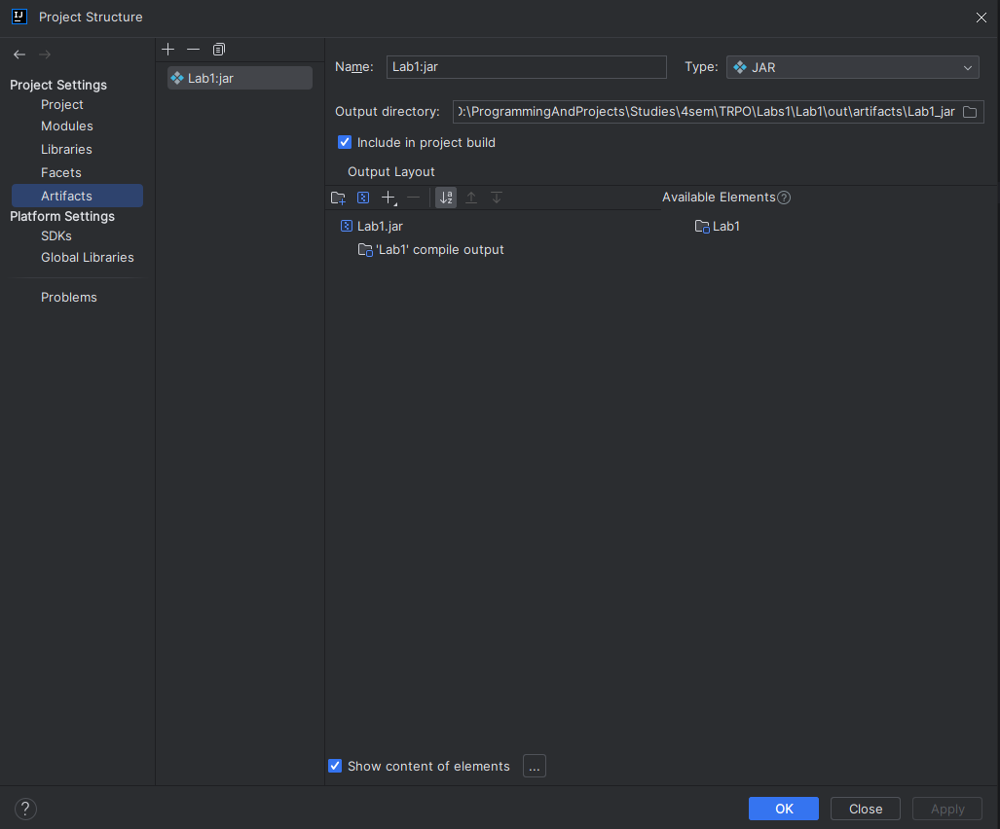 Project Structure
Project Settings
Project
Modules
Libraries
Facets
Artifacts
Platform Settings
SDKs
Global Libraries
Problems
Lab1:jar
Name: Lab1:jar Type: JAR
Output directory: D:\ProgrammingAndProjects\Studies\4sem\TRPO\Labs1\Lab1\out\artifacts\Lab1_jar
Include in project build
Output Layout
Available Elements ?
Lab1.jar
'Lab1' compile output
Lab1
Show content of elements ...
? OK Close Apply